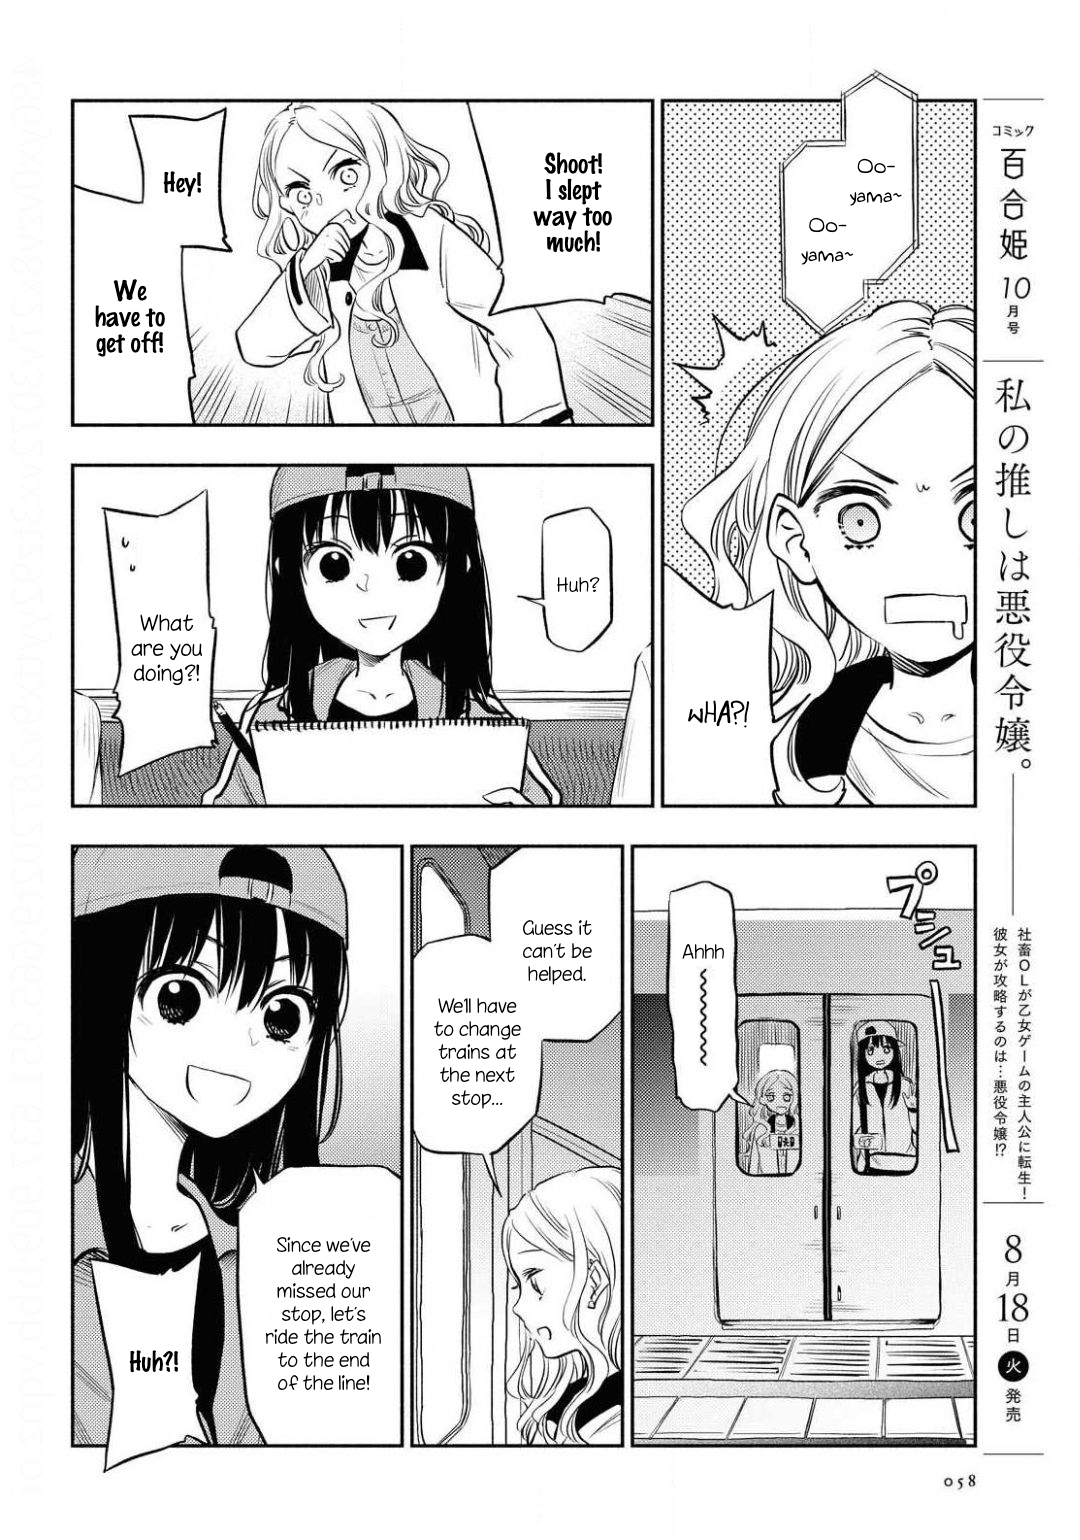 Oo-
yama~
Oo-
yama~
WHA?!
Shoot!
I slept
way too
much!
Hey!
We
have to
get off!
Huh?
What
are you
doing?!
プシュー
Ahhh
Guess it
can't be
helped.
We'll have
to change
trains at
the next
stop...
Since we've
already
missed our
stop, let's
ride the train
to the end
of the line!
Huh?!
コミック
百合姫
10
月号
私の推しは悪役令嬢。
社畜OLが乙女ゲームの主人公に転生!
彼女が攻略するのは…悪役令嬢!?
8月18日火発売
058